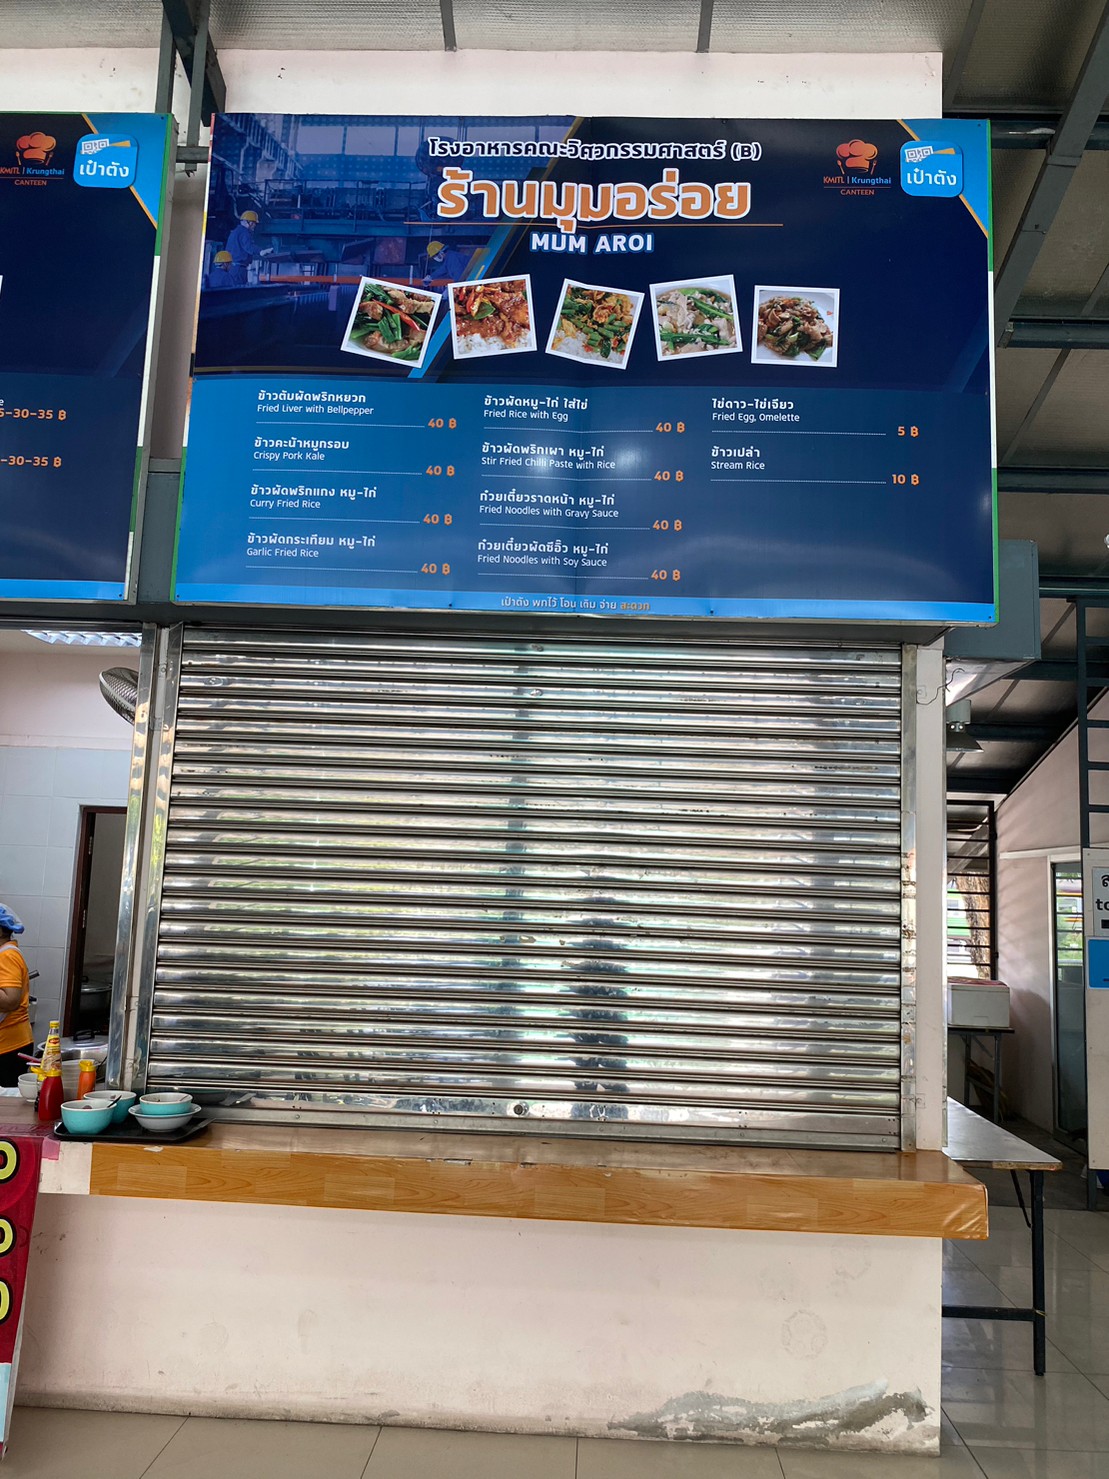 KMITL | Krungthai
CANTEEN
เป๋าตัง
5-30-35 ฿
-30-35 ฿
โรงอาหารคณะวิศวกรรมศาสตร์ (B)
ร้านมุมอร่อย
MUM AROI
KMITL | Krungthai
CANTEEN
เป๋าตัง
ข้าวตับผัดพริกหยวก
Fried Liver with Bellpepper
40 ฿
ข้าวคะน้าหมูกรอบ
Crispy Pork Kale
40 ฿
ข้าวผัดพริกแกง หมู-ไก่
Curry Fried Rice
40 ฿
ข้าวผัดกระเทียม หมู-ไก่
Garlic Fried Rice
40 ฿
ข้าวผัดหมู-ไก่ ใส่ไข่
Fried Rice with Egg
40 ฿
ข้าวผัดพริกเผา หมู-ไก่
Stir Fried Chilli Paste with Rice
40 ฿
ก๋วยเตี๋ยวราดหน้า หมู-ไก่
Fried Noodles with Gravy Sauce
40 ฿
ก๋วยเตี๋ยวผัดซีอิ๊ว หมู-ไก่
Fried Noodles with Soy Sauce
40 ฿
ไข่ดาว-ไข่เจียว
Fried Egg, Omelette
5 ฿
ข้าวเปล่า
Stream Rice
10 ฿
เป๋าตัง พกไว้ โอน เติม จ่าย สะดวก